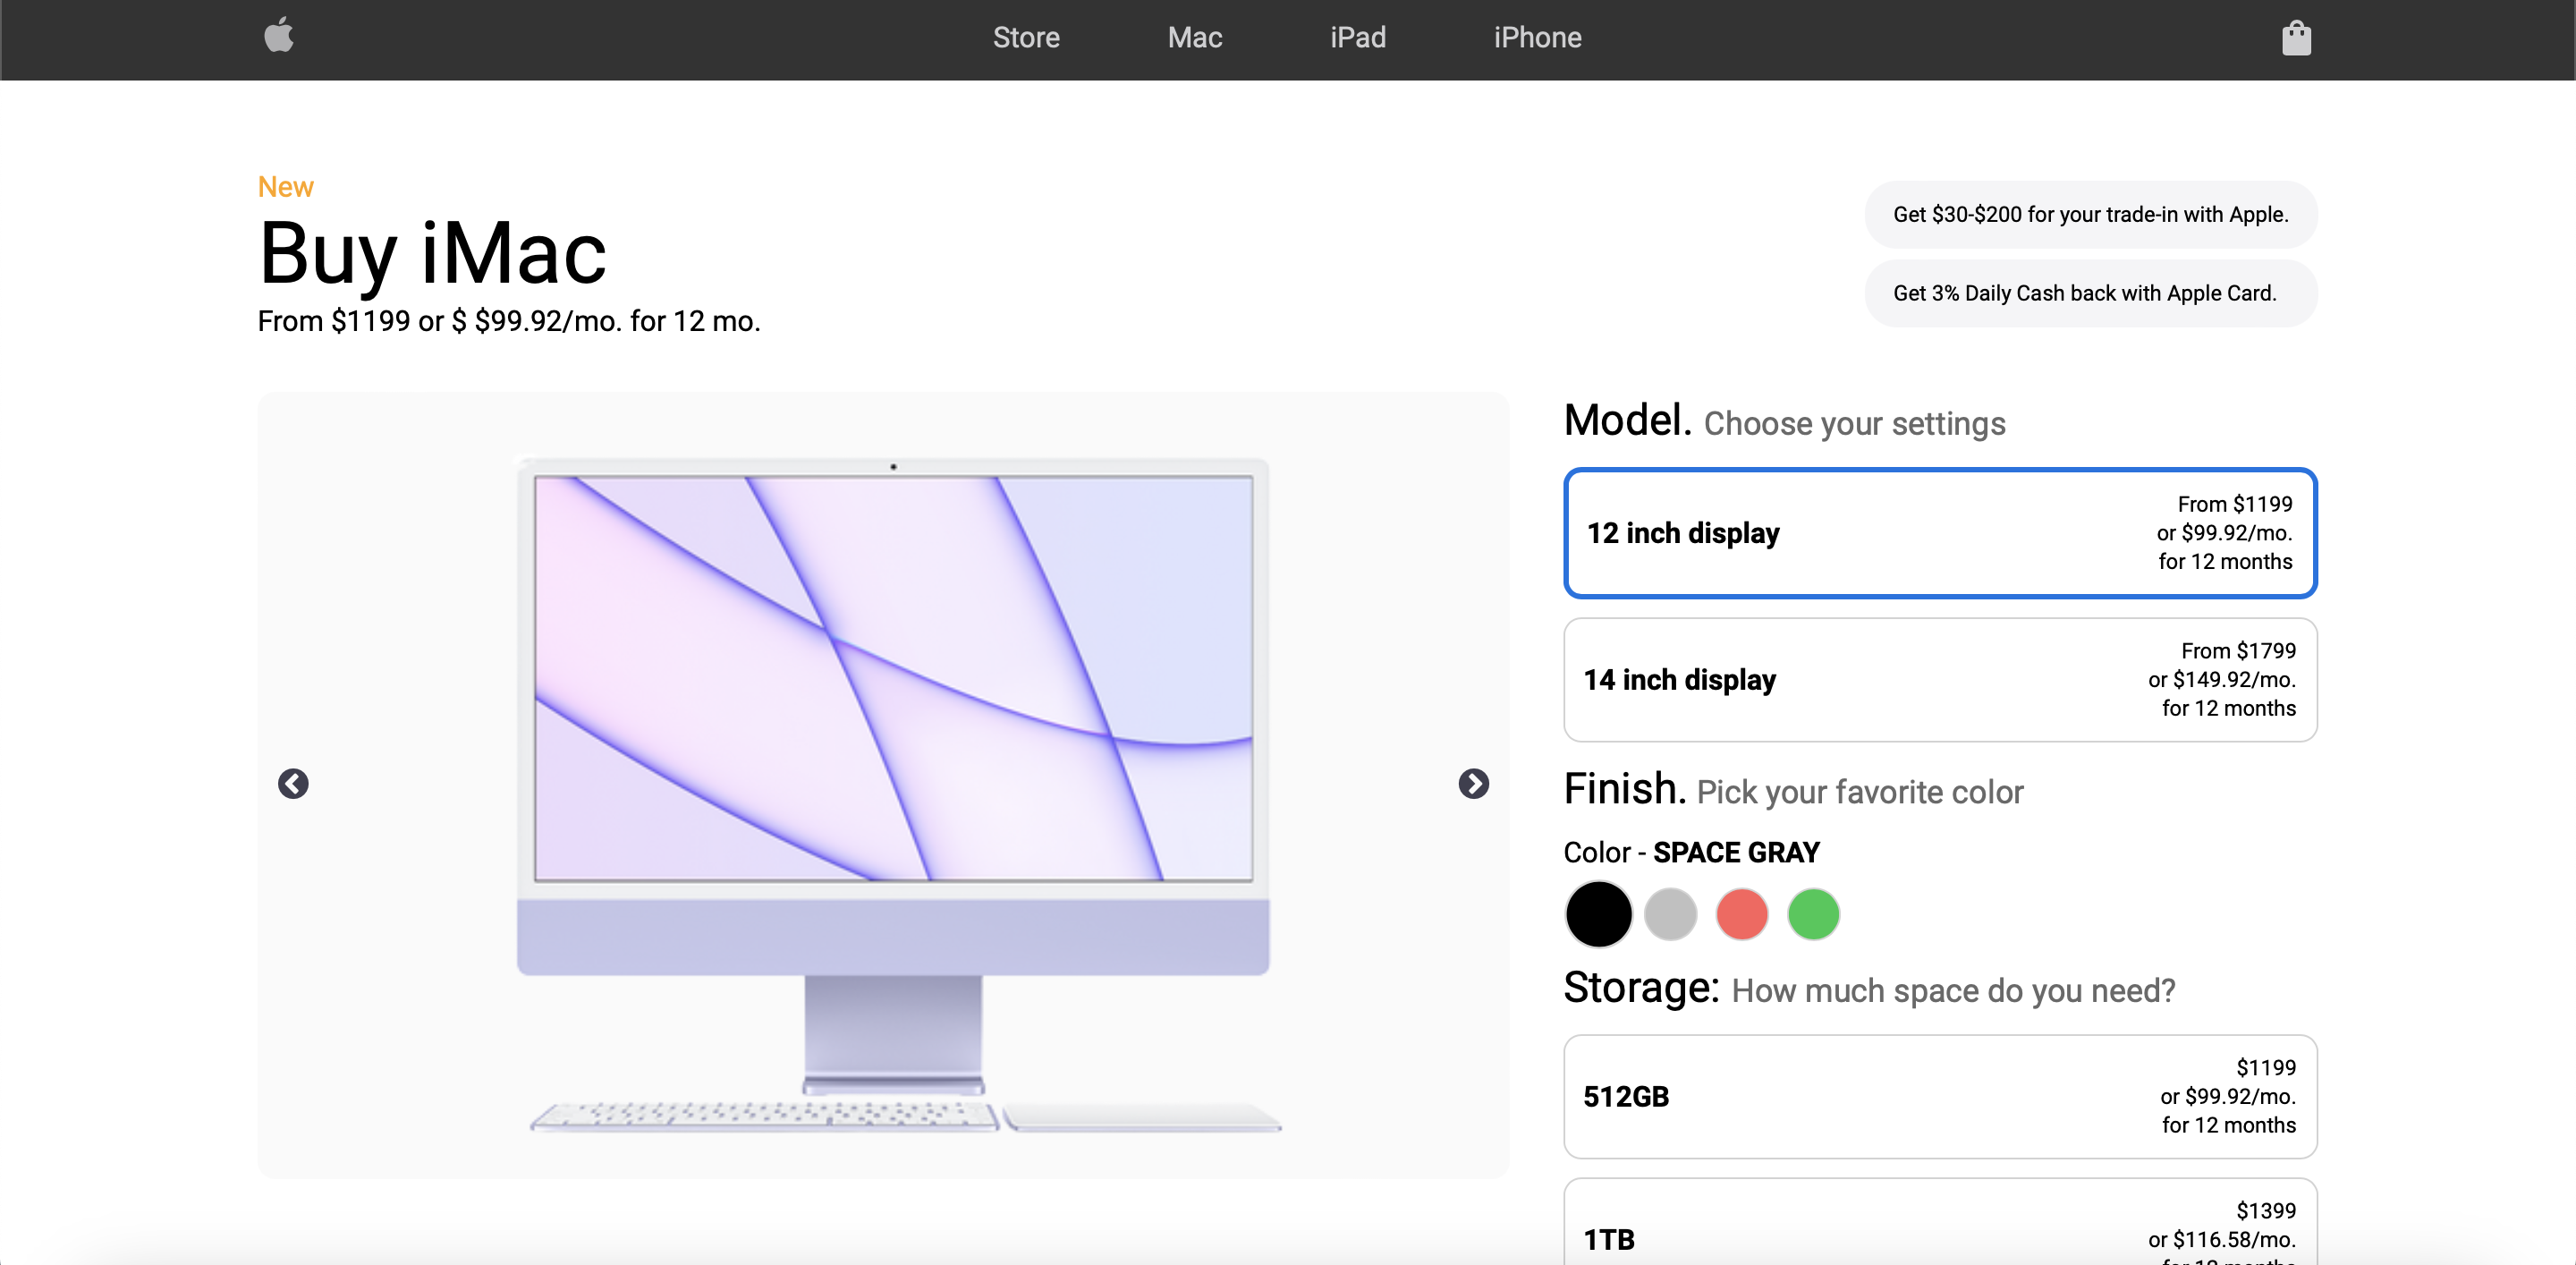 Store
Mac
iPad
iPhone
New
Buy iMac
From $1199 or $ $99.92/mo. for 12 mo.
Get $30-$200 for your trade-in with Apple.
Get 3% Daily Cash back with Apple Card.
Model. Choose your settings
12 inch display
From $1199
or $99.92/mo.
for 12 months
14 inch display
From $1799
or $149.92/mo.
for 12 months
Finish. Pick your favorite color
Color - SPACE GRAY
Storage: How much space do you need?
512GB
$1199
or $99.92/mo.
for 12 months
1TB
$1399
or $116.58/mo.
for 12 months